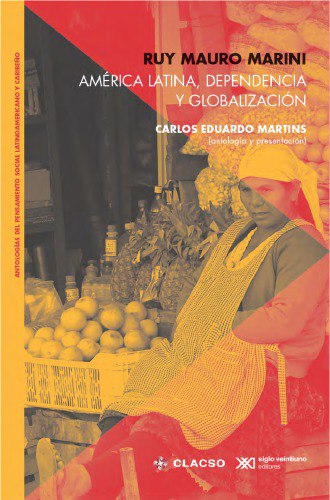 ANTOLOGÍAS DEL PENSAMIENTO SOCIAL LATINOAMERICANO Y CARIBEÑO
RUY MAURO MARINI
AMÉRICA LATINA, DEPENDENCIA
Y GLOBALIZACIÓN
CARLOS EDUARDO MARTINS
[antología y presentación]
CLACSO
siglo veintiuno
editores